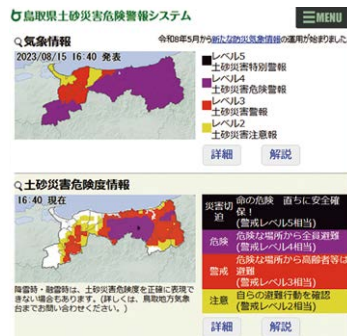 鳥取県土砂災害危険警報システム
MENU
気象情報
令和8年5月から新たな防災気象情報の運用が始まりました
2023/08/15 16:40 発表
レベル5
土砂災害特別警報
レベル4
土砂災害危険警報
レベル3
土砂災害警報
レベル2
土砂災害注意報
詳細
解説
土砂災害危険度情報
16:40 現在
災害切迫
命の危険 直ちに安全確保!
(警戒レベル5相当)
危険
危険な場所から全員避難
(警戒レベル4相当)
警戒
危険な場所から高齢者等は
避難
(警戒レベル3相当)
注意
自らの避難行動を確認
(警戒レベル2相当)
降雪時・融雪時は、土砂災害危険度を正確に表現で
きない場合もあります。(詳しくは、鳥取地方気象
台までお問い合わせください。)
詳細
解説